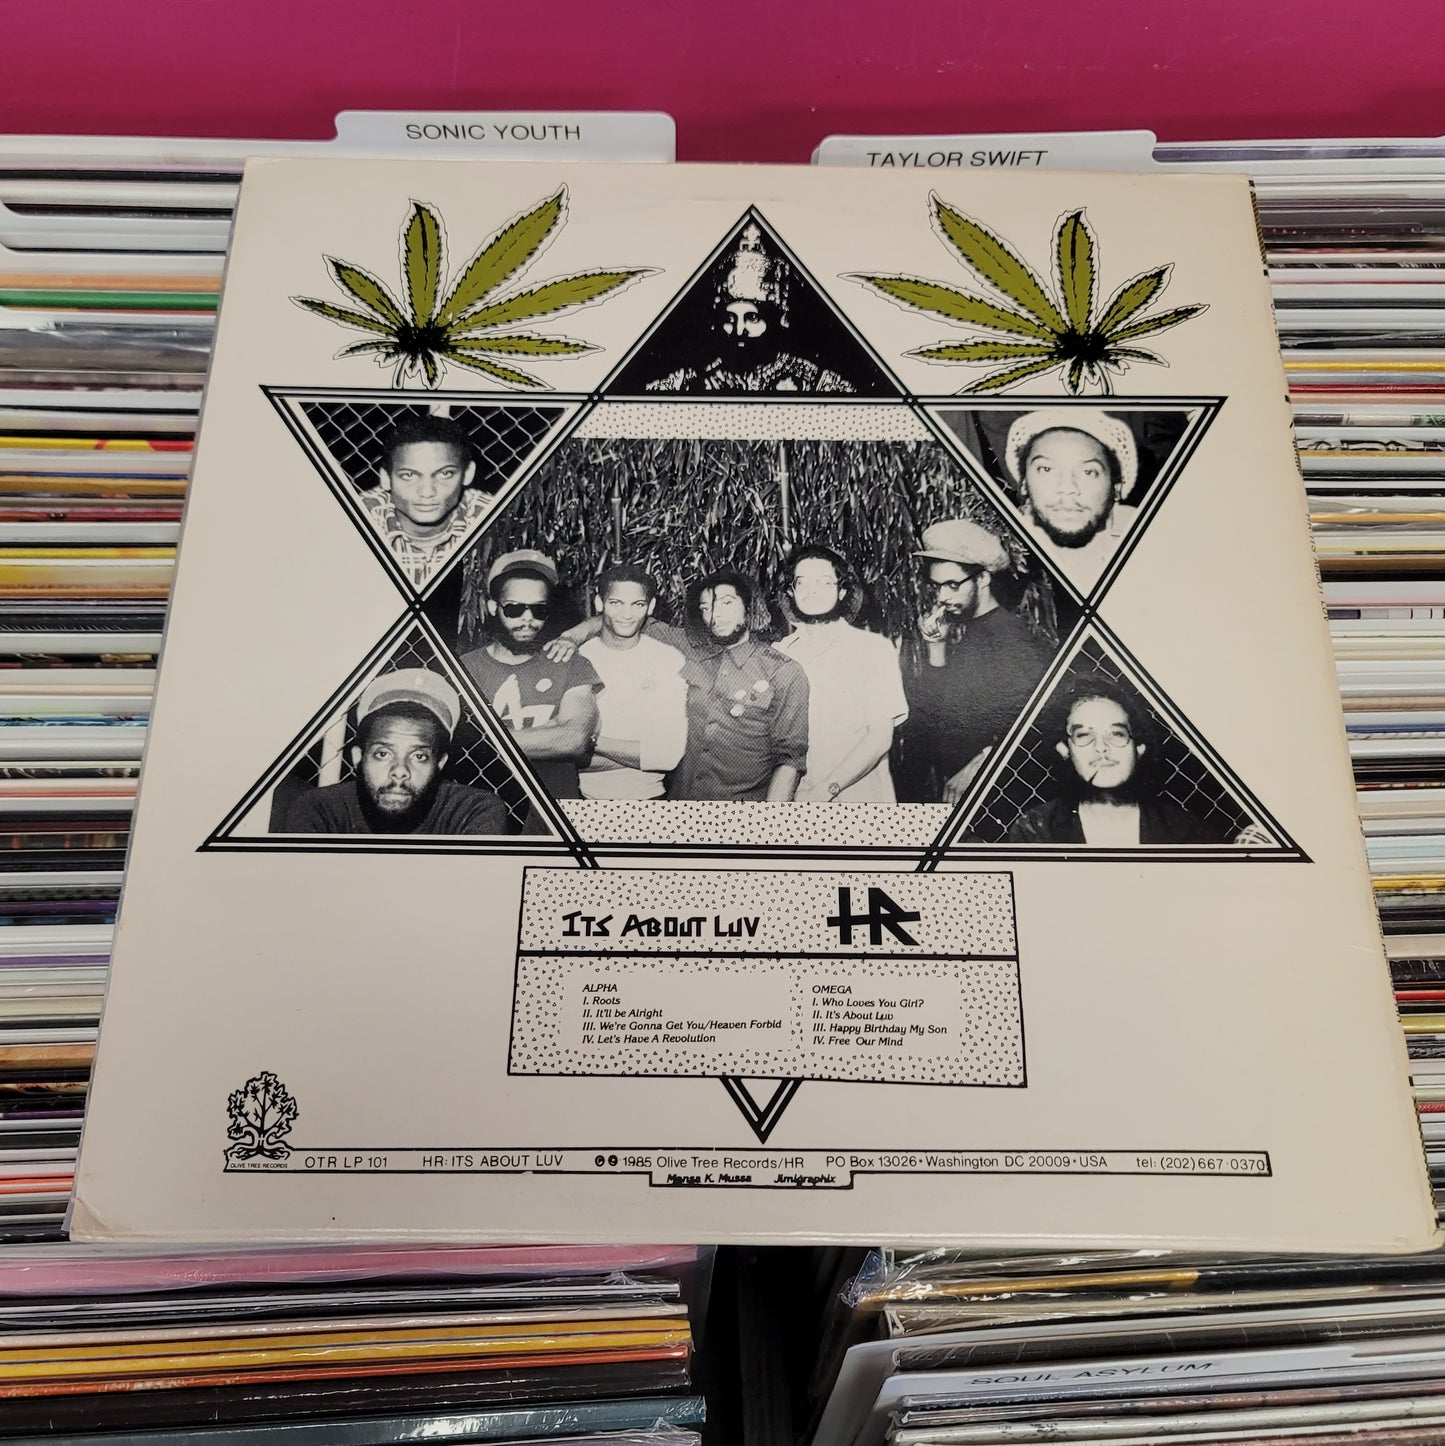 SONIC YOUTH
TAYLOR SWIFT
ITS ABOUT LUV HR
ALPHA
I. Roots
II. It'll be Alright
III. We're Gonna Get You/Heaven Forbid
IV. Let's Have A Revolution
OMEGA
I. Who Loves You Girl?
II. It's About Luv
III. Happy Birthday My Son
IV. Free Our Mind
OLIVE TREE RECORDS
OTR LP 101 HR: ITS ABOUT LUV ℗ © 1985 Olive Tree Records/HR PO Box 13026 • Washington DC 20009 • USA tel: (202) 667·0370
Mansa K. Mussa Jimigraphix
SOUL ASYLUM